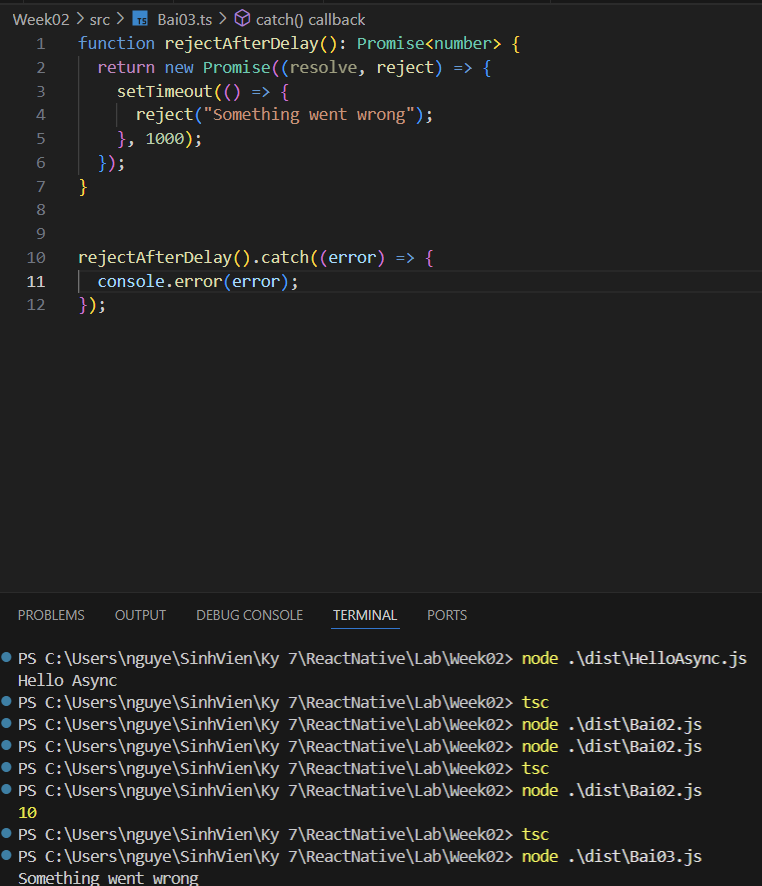 Week02 > src > TS Bai03.ts > catch() callback
1 function rejectAfterDelay(): Promise<number> {
2   return new Promise((resolve, reject) => {
3     setTimeout(() => {
4       reject("Something went wrong");
5     }, 1000);
6   });
7 }
8
9
10 rejectAfterDelay().catch((error) => {
11   console.error(error);
12 });
PROBLEMS OUTPUT DEBUG CONSOLE TERMINAL PORTS
PS C:\Users\nguye\SinhVien\Ky 7\ReactNative\Lab\Week02> node .\dist\HelloAsync.js
Hello Async
PS C:\Users\nguye\SinhVien\Ky 7\ReactNative\Lab\Week02> tsc
PS C:\Users\nguye\SinhVien\Ky 7\ReactNative\Lab\Week02> node .\dist\Bai02.js
PS C:\Users\nguye\SinhVien\Ky 7\ReactNative\Lab\Week02> node .\dist\Bai02.js
PS C:\Users\nguye\SinhVien\Ky 7\ReactNative\Lab\Week02> tsc
PS C:\Users\nguye\SinhVien\Ky 7\ReactNative\Lab\Week02> node .\dist\Bai02.js
10
PS C:\Users\nguye\SinhVien\Ky 7\ReactNative\Lab\Week02> tsc
PS C:\Users\nguye\SinhVien\Ky 7\ReactNative\Lab\Week02> node .\dist\Bai03.js
Something went wrong